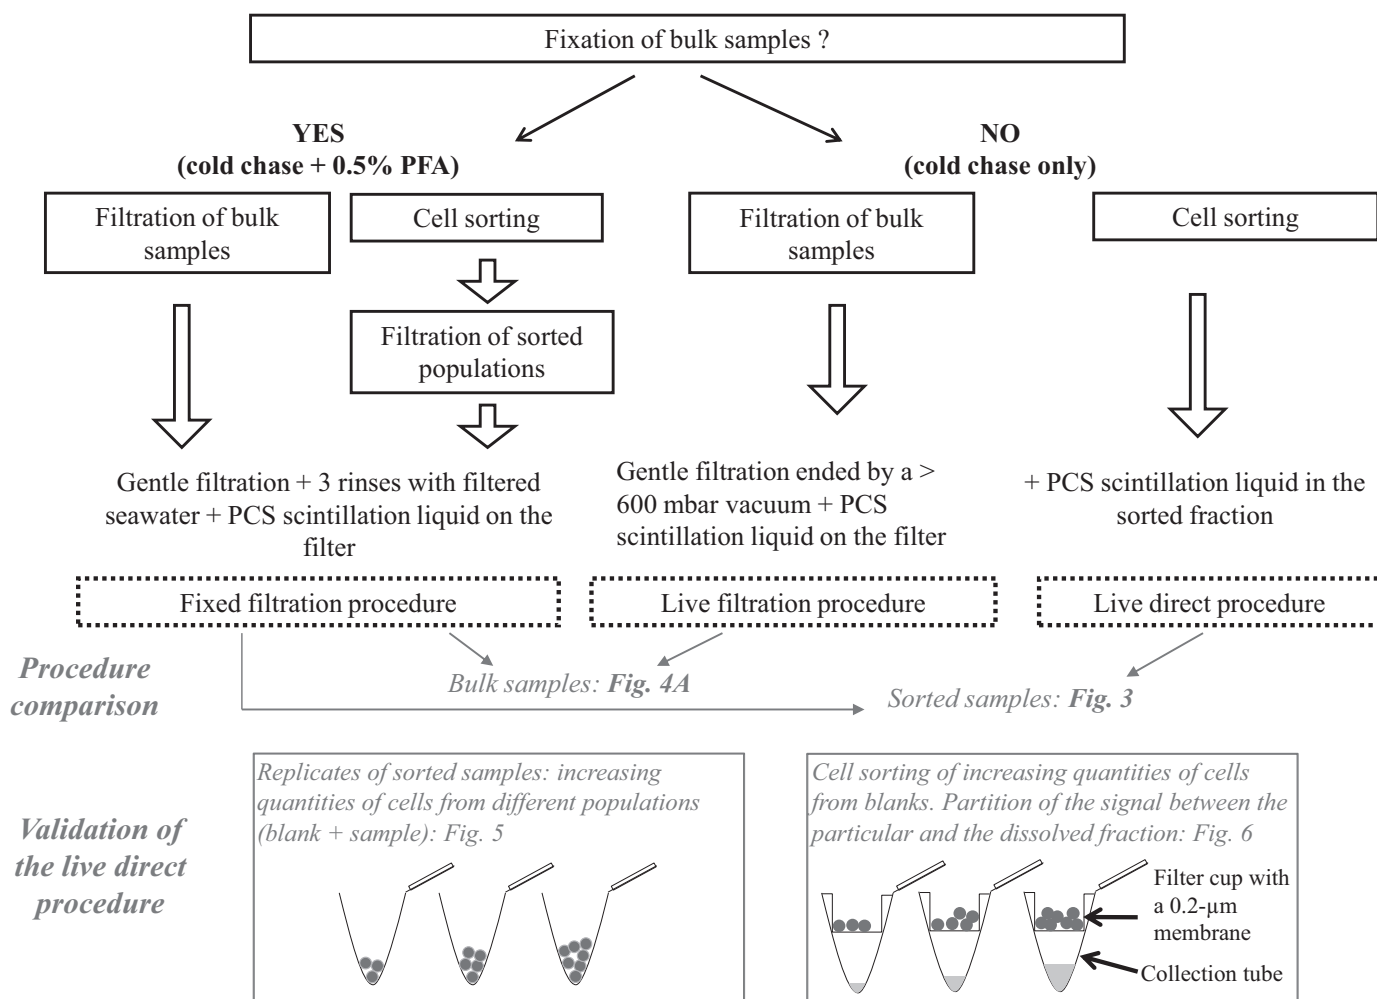 Fixation of bulk samples ?
YES
(cold chase + 0.5% PFA)
NO
(cold chase only)
Filtration of bulk
samples
Cell sorting
Filtration of bulk
samples
Cell sorting
Filtration of sorted
populations
Gentle filtration + 3 rinses with filtered
seawater + PCS scintillation liquid on the
filter
Gentle filtration ended by a >
600 mbar vacuum + PCS
scintillation liquid on the filter
+ PCS scintillation liquid in the
sorted fraction
Fixed filtration procedure
Live filtration procedure
Live direct procedure
Procedure
comparison
Bulk samples: Fig. 4A
Sorted samples: Fig. 3
Validation of
the live direct
procedure
Replicates of sorted samples: increasing
quantities of cells from different populations
(blank + sample): Fig. 5
Cell sorting of increasing quantities of cells
from blanks. Partition of the signal between the
particular and the dissolved fraction: Fig. 6
Filter cup with
a 0.2-μm
membrane
Collection tube